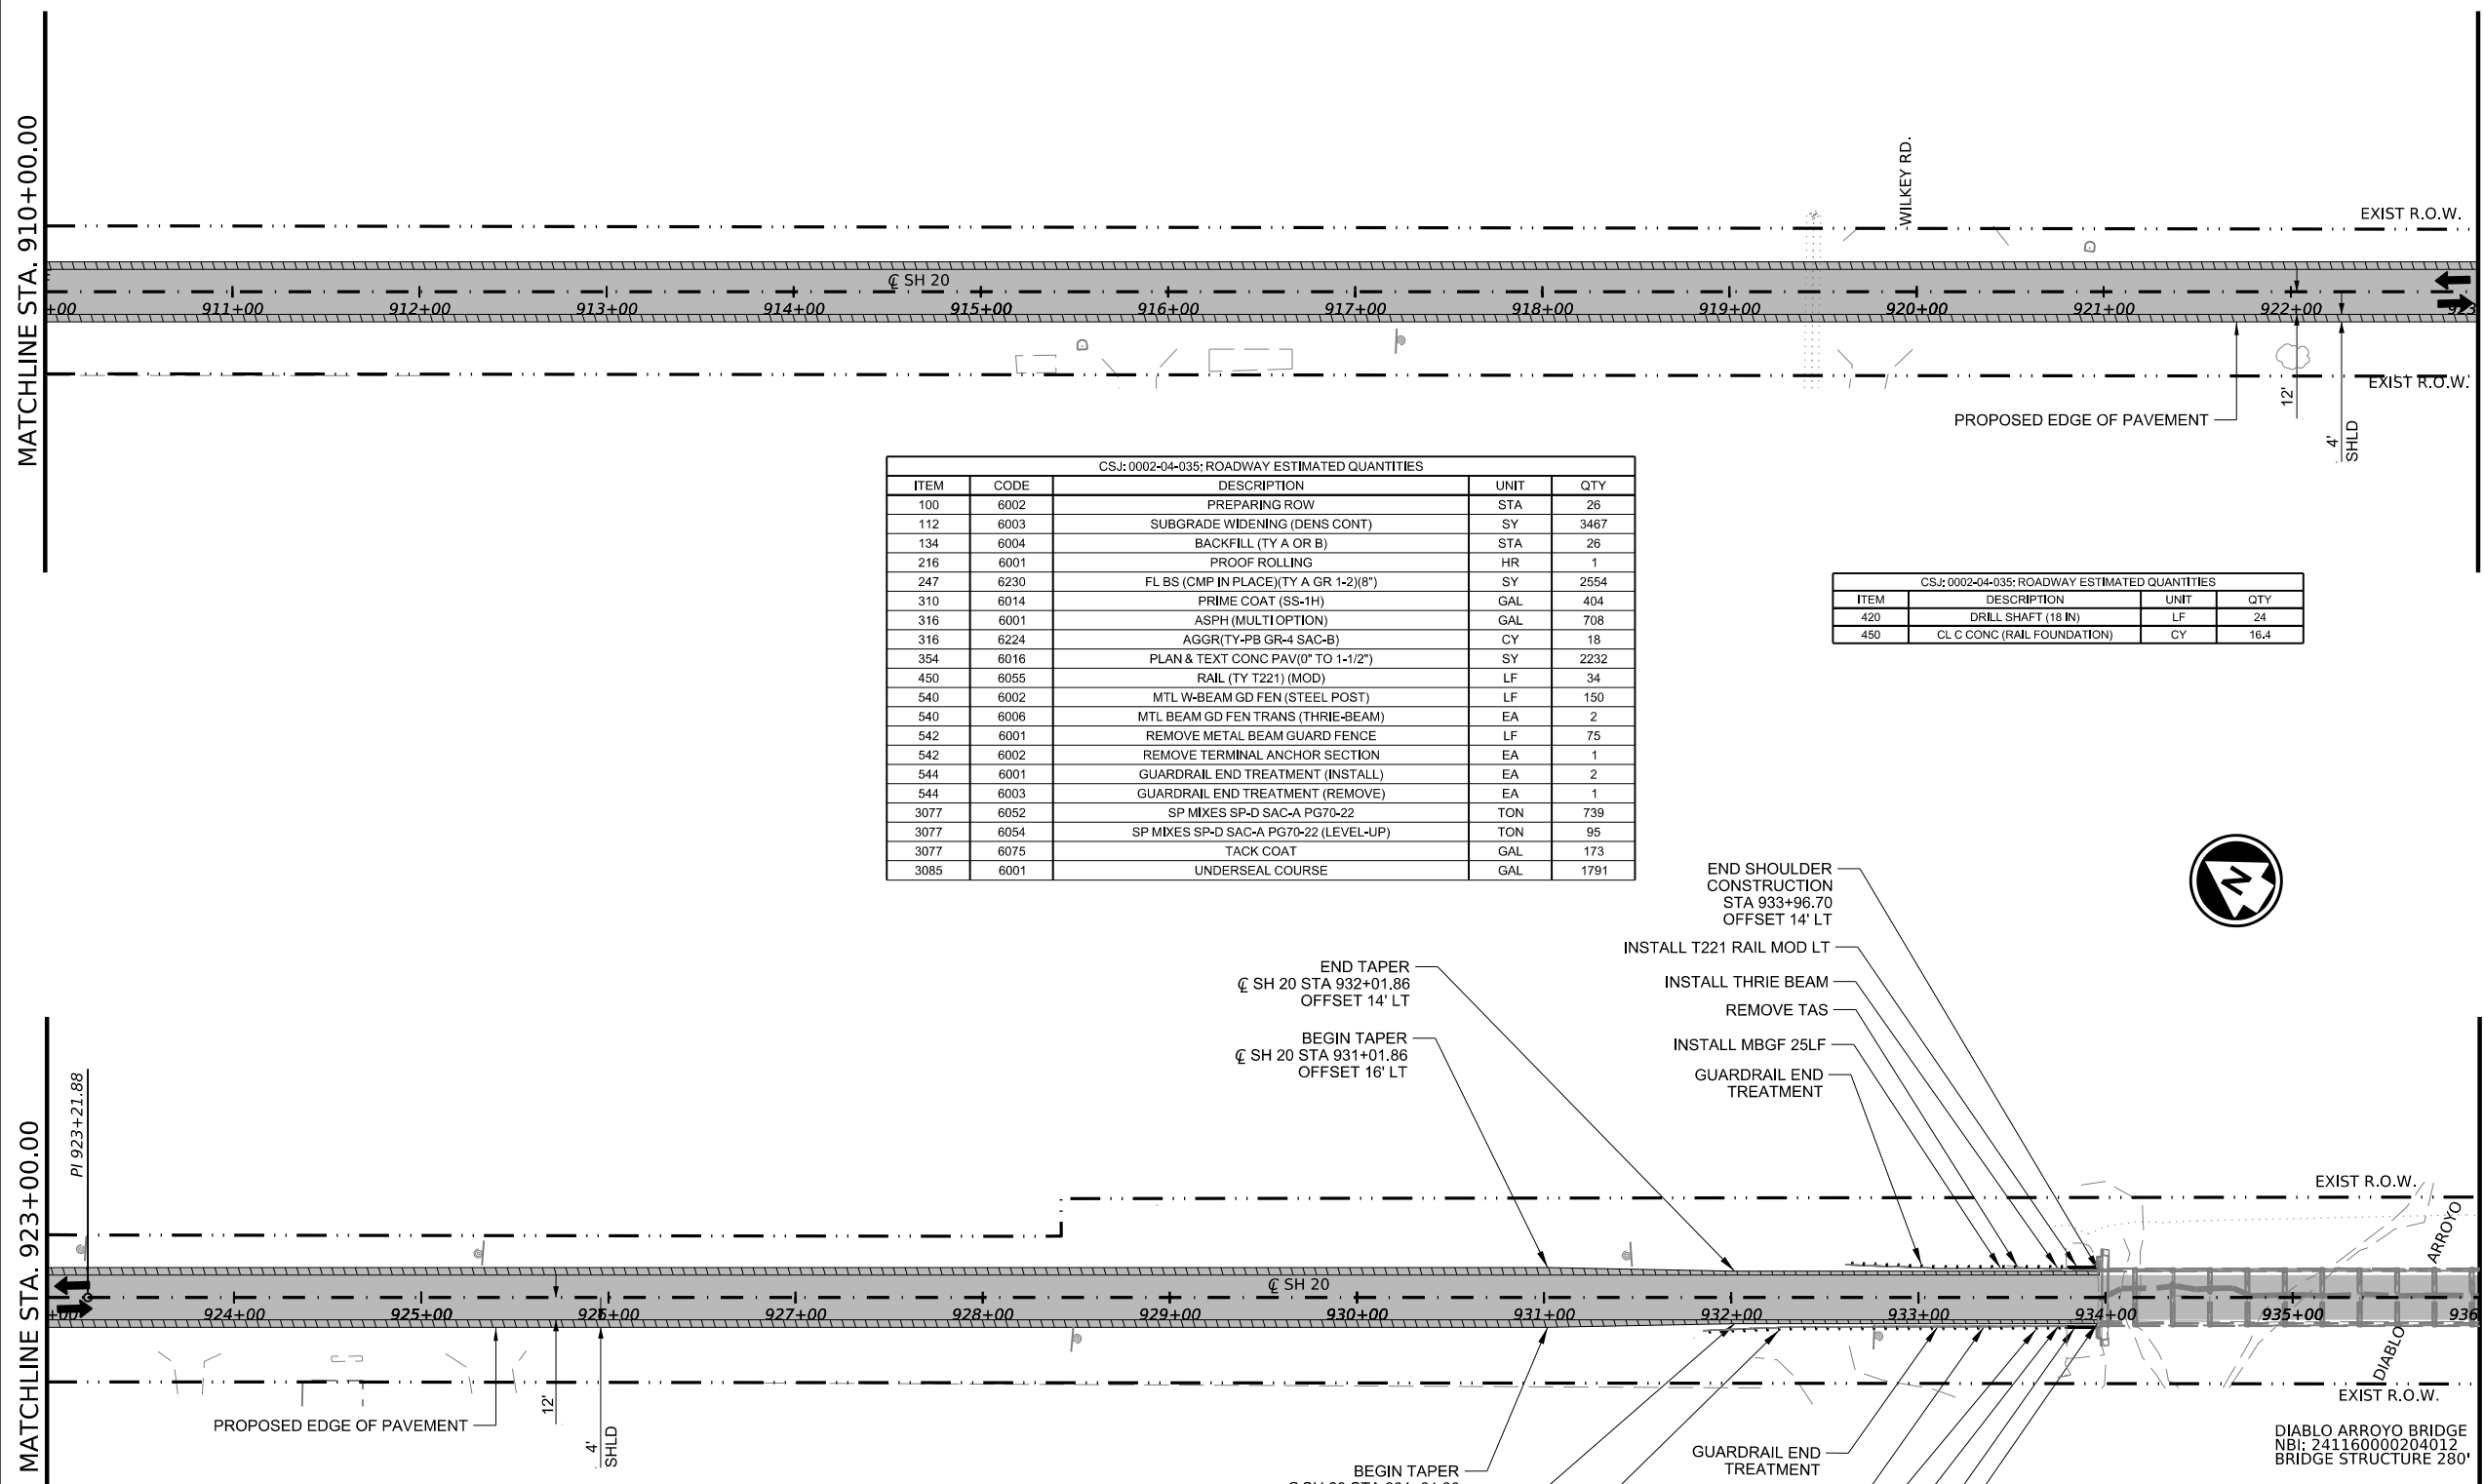 MATCHLINE STA. 910+00.00
WILKEY RD.
EXIST R.O.W.
℄ SH 20
+00 911+00 912+00 913+00 914+00 915+00 916+00 917+00 918+00 919+00 920+00 921+00 922+00 923
EXIST R.O.W.
PROPOSED EDGE OF PAVEMENT
12'
4'
SHLD
CSJ: 0002-04-035; ROADWAY ESTIMATED QUANTITIES
ITEM CODE DESCRIPTION UNIT QTY
100 6002 PREPARING ROW STA 26
112 6003 SUBGRADE WIDENING (DENS CONT) SY 3467
134 6004 BACKFILL (TY A OR B) STA 26
216 6001 PROOF ROLLING HR 1
247 6230 FL BS (CMP IN PLACE)(TY A GR 1-2)(8") SY 2554
310 6014 PRIME COAT (SS-1H) GAL 404
316 6001 ASPH (MULTI OPTION) GAL 708
316 6224 AGGR(TY-PB GR-4 SAC-B) CY 18
354 6016 PLAN & TEXT CONC PAV(0" TO 1-1/2") SY 2232
450 6055 RAIL (TY T221) (MOD) LF 34
540 6002 MTL W-BEAM GD FEN (STEEL POST) LF 150
540 6006 MTL BEAM GD FEN TRANS (THRIE-BEAM) EA 2
542 6001 REMOVE METAL BEAM GUARD FENCE LF 75
542 6002 REMOVE TERMINAL ANCHOR SECTION EA 1
544 6001 GUARDRAIL END TREATMENT (INSTALL) EA 2
544 6003 GUARDRAIL END TREATMENT (REMOVE) EA 1
3077 6052 SP MIXES SP-D SAC-A PG70-22 TON 739
3077 6054 SP MIXES SP-D SAC-A PG70-22 (LEVEL-UP) TON 95
3077 6075 TACK COAT GAL 173
3085 6001 UNDERSEAL COURSE GAL 1791
CSJ: 0002-04-035; ROADWAY ESTIMATED QUANTITIES
ITEM DESCRIPTION UNIT QTY
420 DRILL SHAFT (18 IN) LF 24
450 CL C CONC (RAIL FOUNDATION) CY 16.4
N
END SHOULDER
CONSTRUCTION
STA 933+96.70
OFFSET 14' LT
INSTALL T221 RAIL MOD LT
INSTALL THRIE BEAM
REMOVE TAS
INSTALL MBGF 25LF
GUARDRAIL END
TREATMENT
END TAPER
℄ SH 20 STA 932+01.86
OFFSET 14' LT
BEGIN TAPER
℄ SH 20 STA 931+01.86
OFFSET 16' LT
MATCHLINE STA. 923+00.00
PI 923+21.88
EXIST R.O.W.
ARROYO
℄ SH 20
+00 924+00 925+00 926+00 927+00 928+00 929+00 930+00 931+00 932+00 933+00 934+00 935+00 936
DIABLO
EXIST R.O.W.
PROPOSED EDGE OF PAVEMENT
12'
4'
SHLD
GUARDRAIL END
TREATMENT
BEGIN TAPER
DIABLO ARROYO BRIDGE
NBI: 241160000204012
BRIDGE STRUCTURE 280'